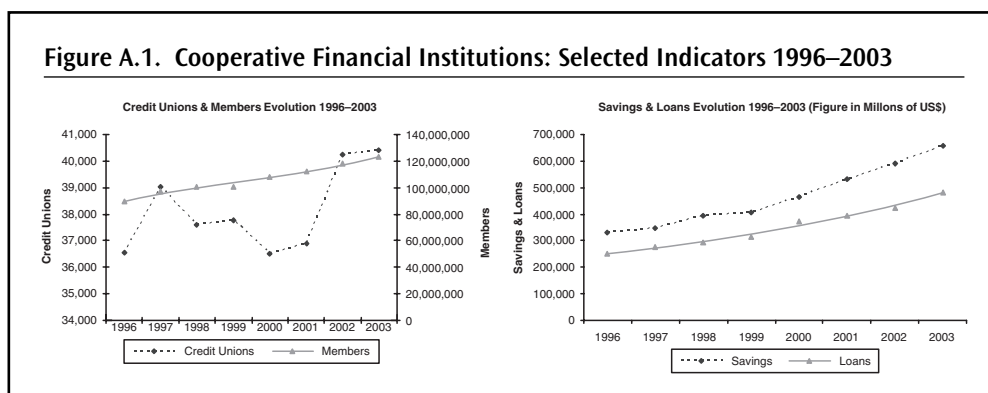 Figure A.1. Cooperative Financial Institutions: Selected Indicators 1996–2003
Credit Unions & Members Evolution 1996–2003
41,000
40,000
39,000
38,000
37,000
36,000
35,000
34,000
Credit Unions
140,000,000
120,000,000
100,000,000
80,000,000
60,000,000
40,000,000
20,000,000
0
Members
1996 1997 1998 1999 2000 2001 2002 2003
Credit Unions Members
Savings & Loans Evolution 1996–2003 (Figure in Millons of US$)
700,000
600,000
500,000
400,000
300,000
200,000
100,000
0
Savings & Loans
1996 1997 1998 1999 2000 2001 2002 2003
Savings Loans